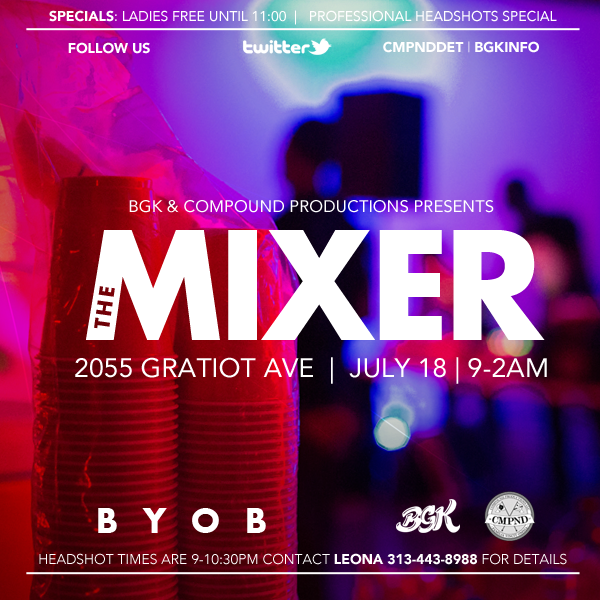 SPECIALS: LADIES FREE UNTIL 11:00 | PROFESSIONAL HEADSHOTS SPECIAL
FOLLOW US twitter CMPNDDET | BGKINFO
BGK & COMPOUND PRODUCTIONS PRESENTS
THE MIXER
2055 GRATIOT AVE | JULY 18 | 9-2AM
BYOB BGK CMPND
HEADSHOT TIMES ARE 9-10:30PM CONTACT LEONA 313-443-8988 FOR DETAILS